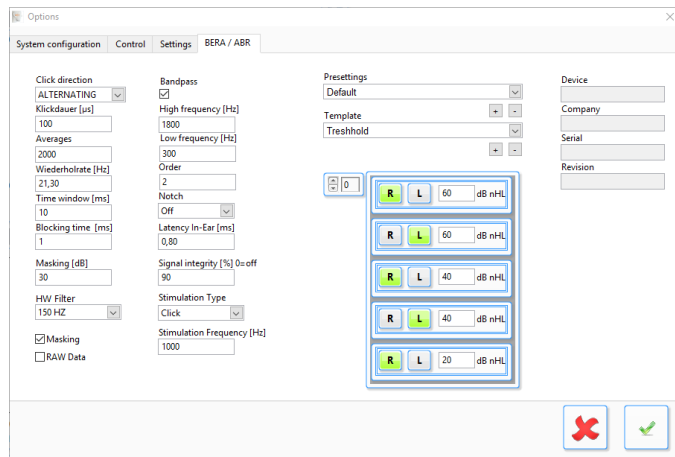 Options
System configuration Control Settings BERA / ABR
Click direction
ALTERNATING
Klickdauer [µs]
100
Averages
2000
Wiederholrate [Hz]
21,30
Time window [ms]
10
Blocking time [ms]
1
Masking [dB]
30
HW Filter
150 HZ
Masking
RAW Data
Bandpass
High frequency [Hz]
1800
Low frequency [Hz]
300
Order
2
Notch
Off
Latency In-Ear [ms]
0,80
Signal integrity [%] 0=off
90
Stimulation Type
Click
Stimulation Frequency [Hz]
1000
Presettings
Default
+ -
Template
Treshhold
+ -
0
R L 60 dB nHL
R L 60 dB nHL
R L 40 dB nHL
R L 40 dB nHL
R L 20 dB nHL
Device
Company
Serial
Revision